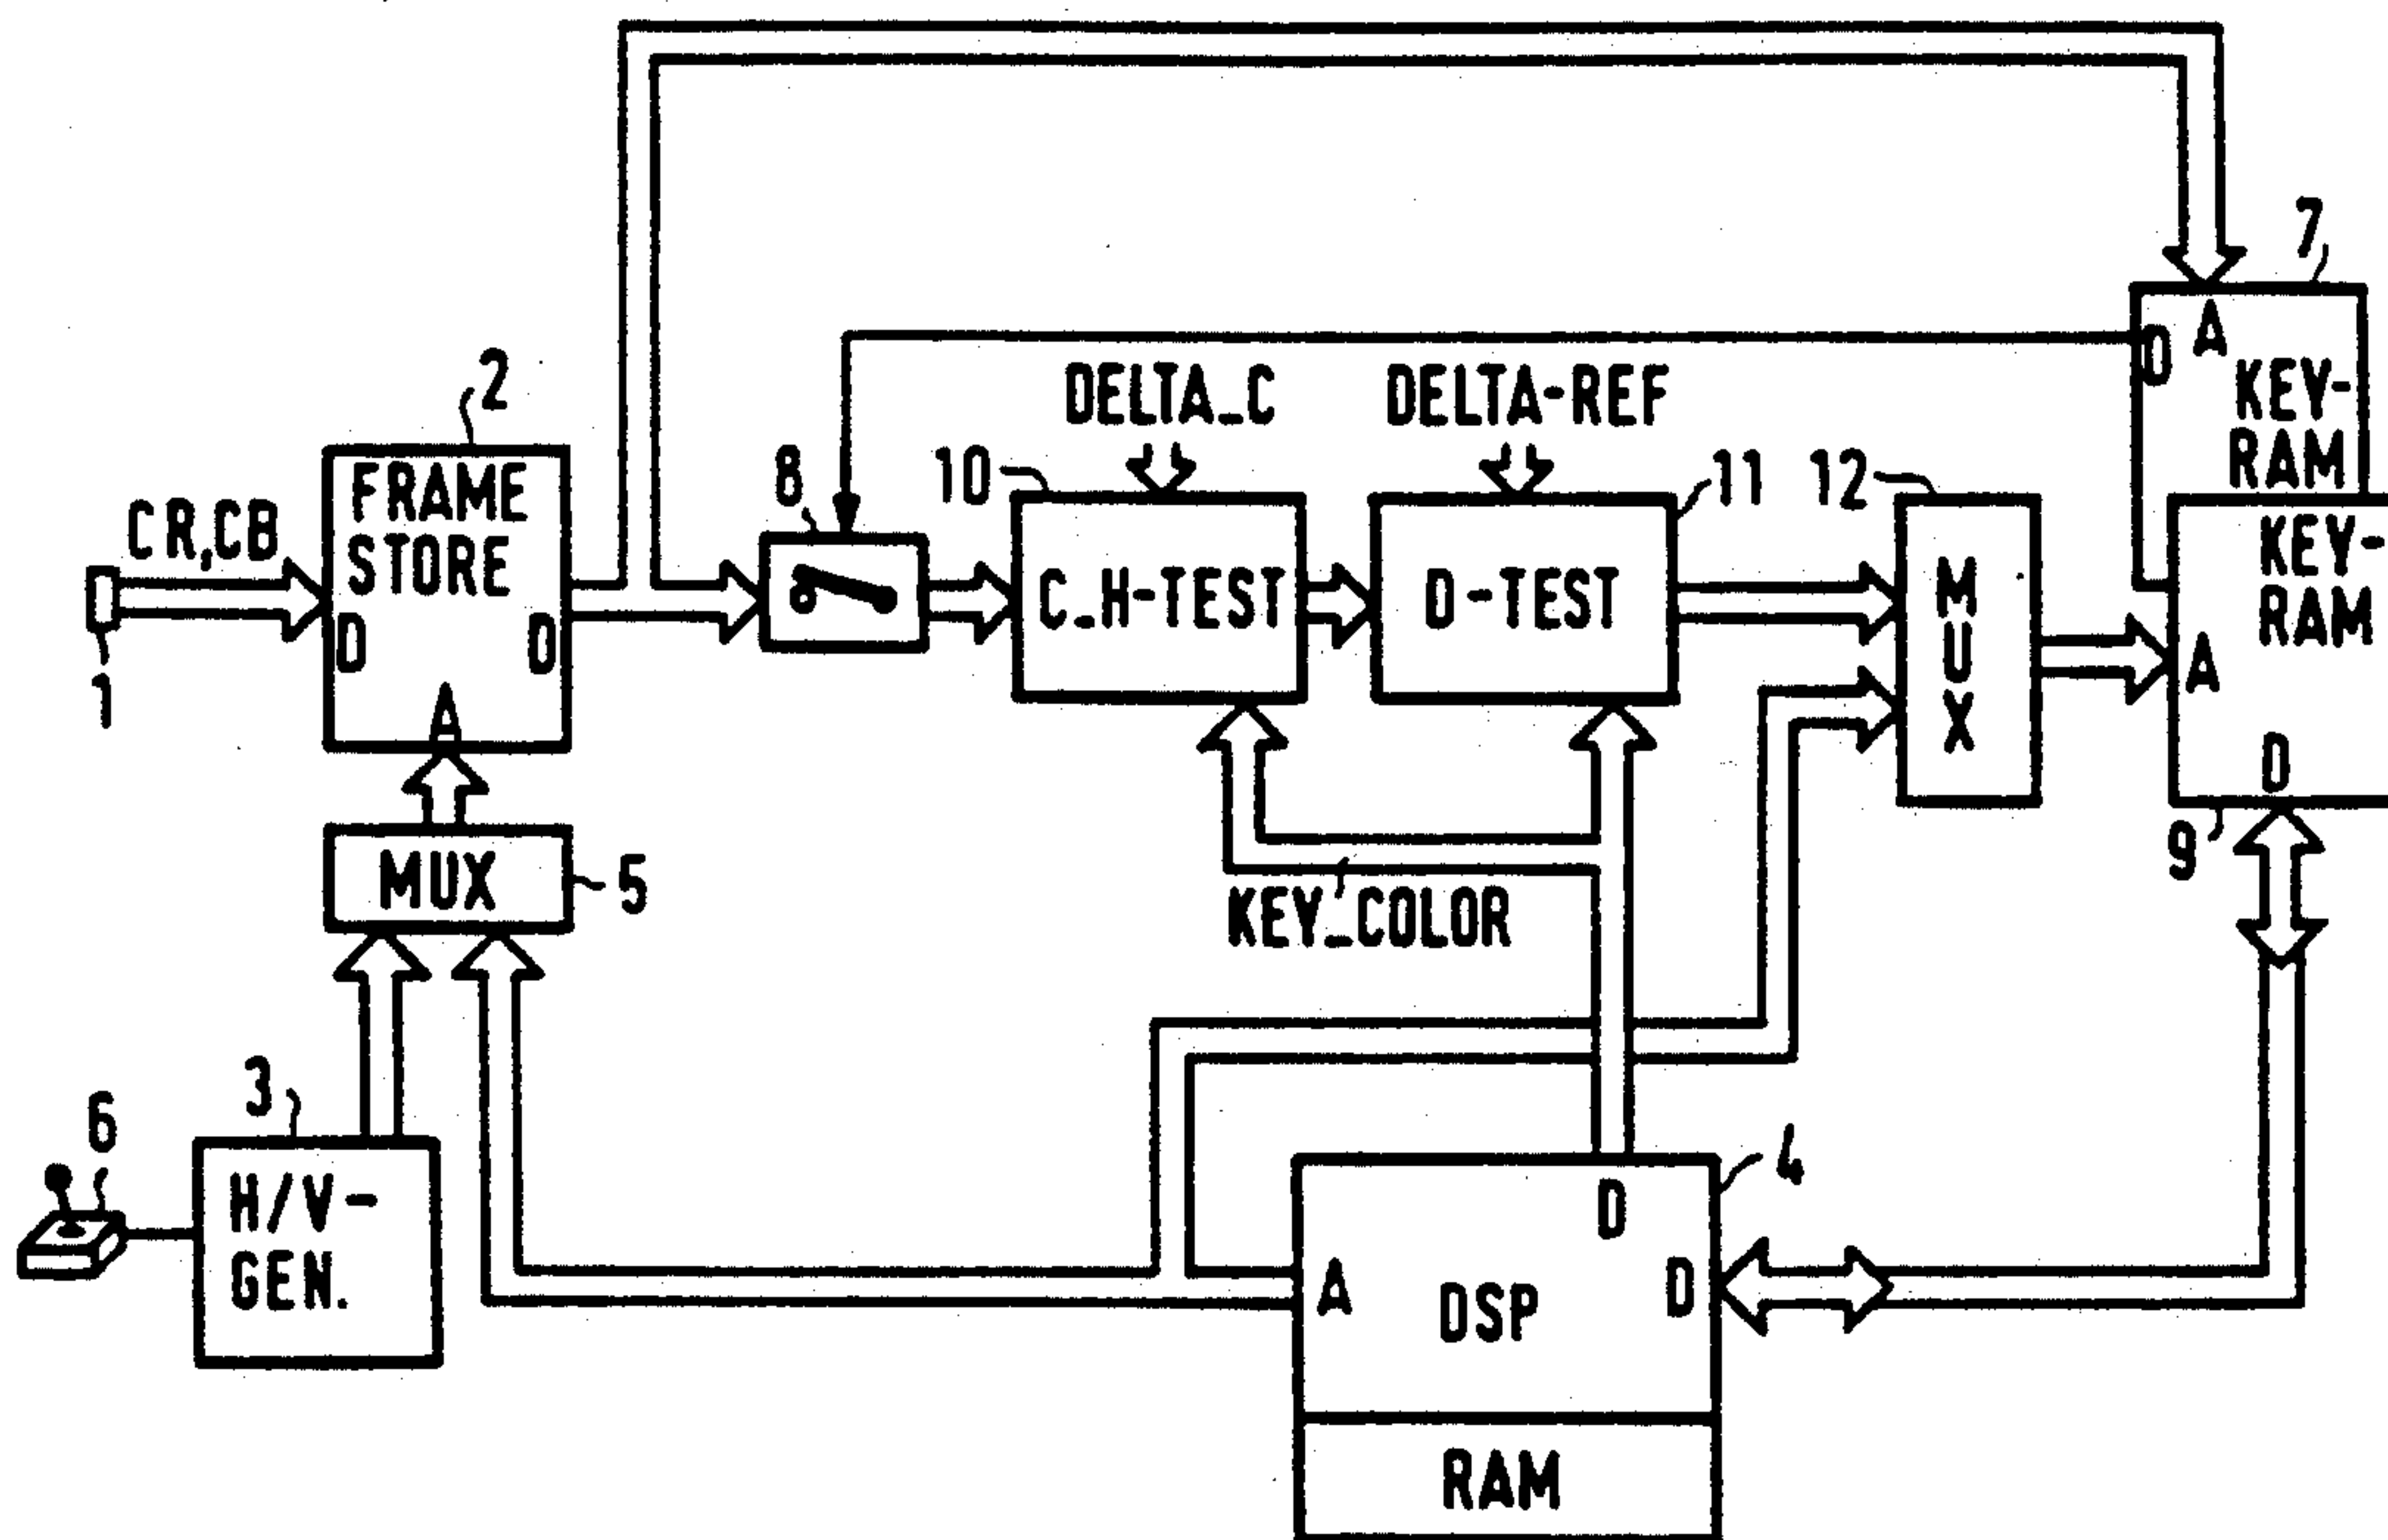 7
D A
KEY-
RAM
2
FRAME
STORE
D
D
A
CR,CB
1
8
10
DELTA_C
DELTA-REF
11
12
C_H-TEST
D-TEST
M
U
X
KEY-
RAM
A
D
9
MUX
5
KEY_COLOR
6
3
H/V-
GEN.
4
D
A
DSP
D
RAM